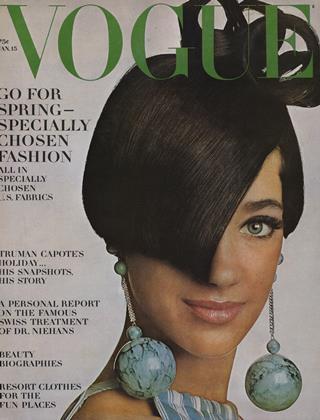 VOGUE
75c
JAN. 15
GO FOR
SPRING—
SPECIALLY
CHOSEN
FASHION
ALL IN
SPECIALLY
CHOSEN
U.S. FABRICS
TRUMAN CAPOTE'S
HOLIDAY...
HIS SNAPSHOTS,
HIS STORY
A PERSONAL REPORT
ON THE FAMOUS
SWISS TREATMENT
OF DR. NIEHANS
BEAUTY
BIOGRAPHIES
RESORT CLOTHES
FOR THE
FUN PLACES